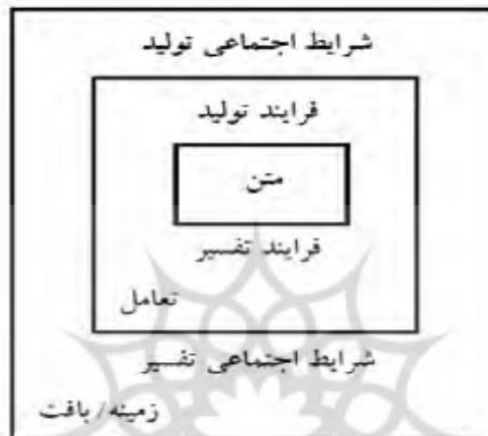 شرایط اجتماعی تولید
فرایند تولید
متن
فرایند تفسیر
تعامل
شرایط اجتماعی تفسیر
زمینه/بافت